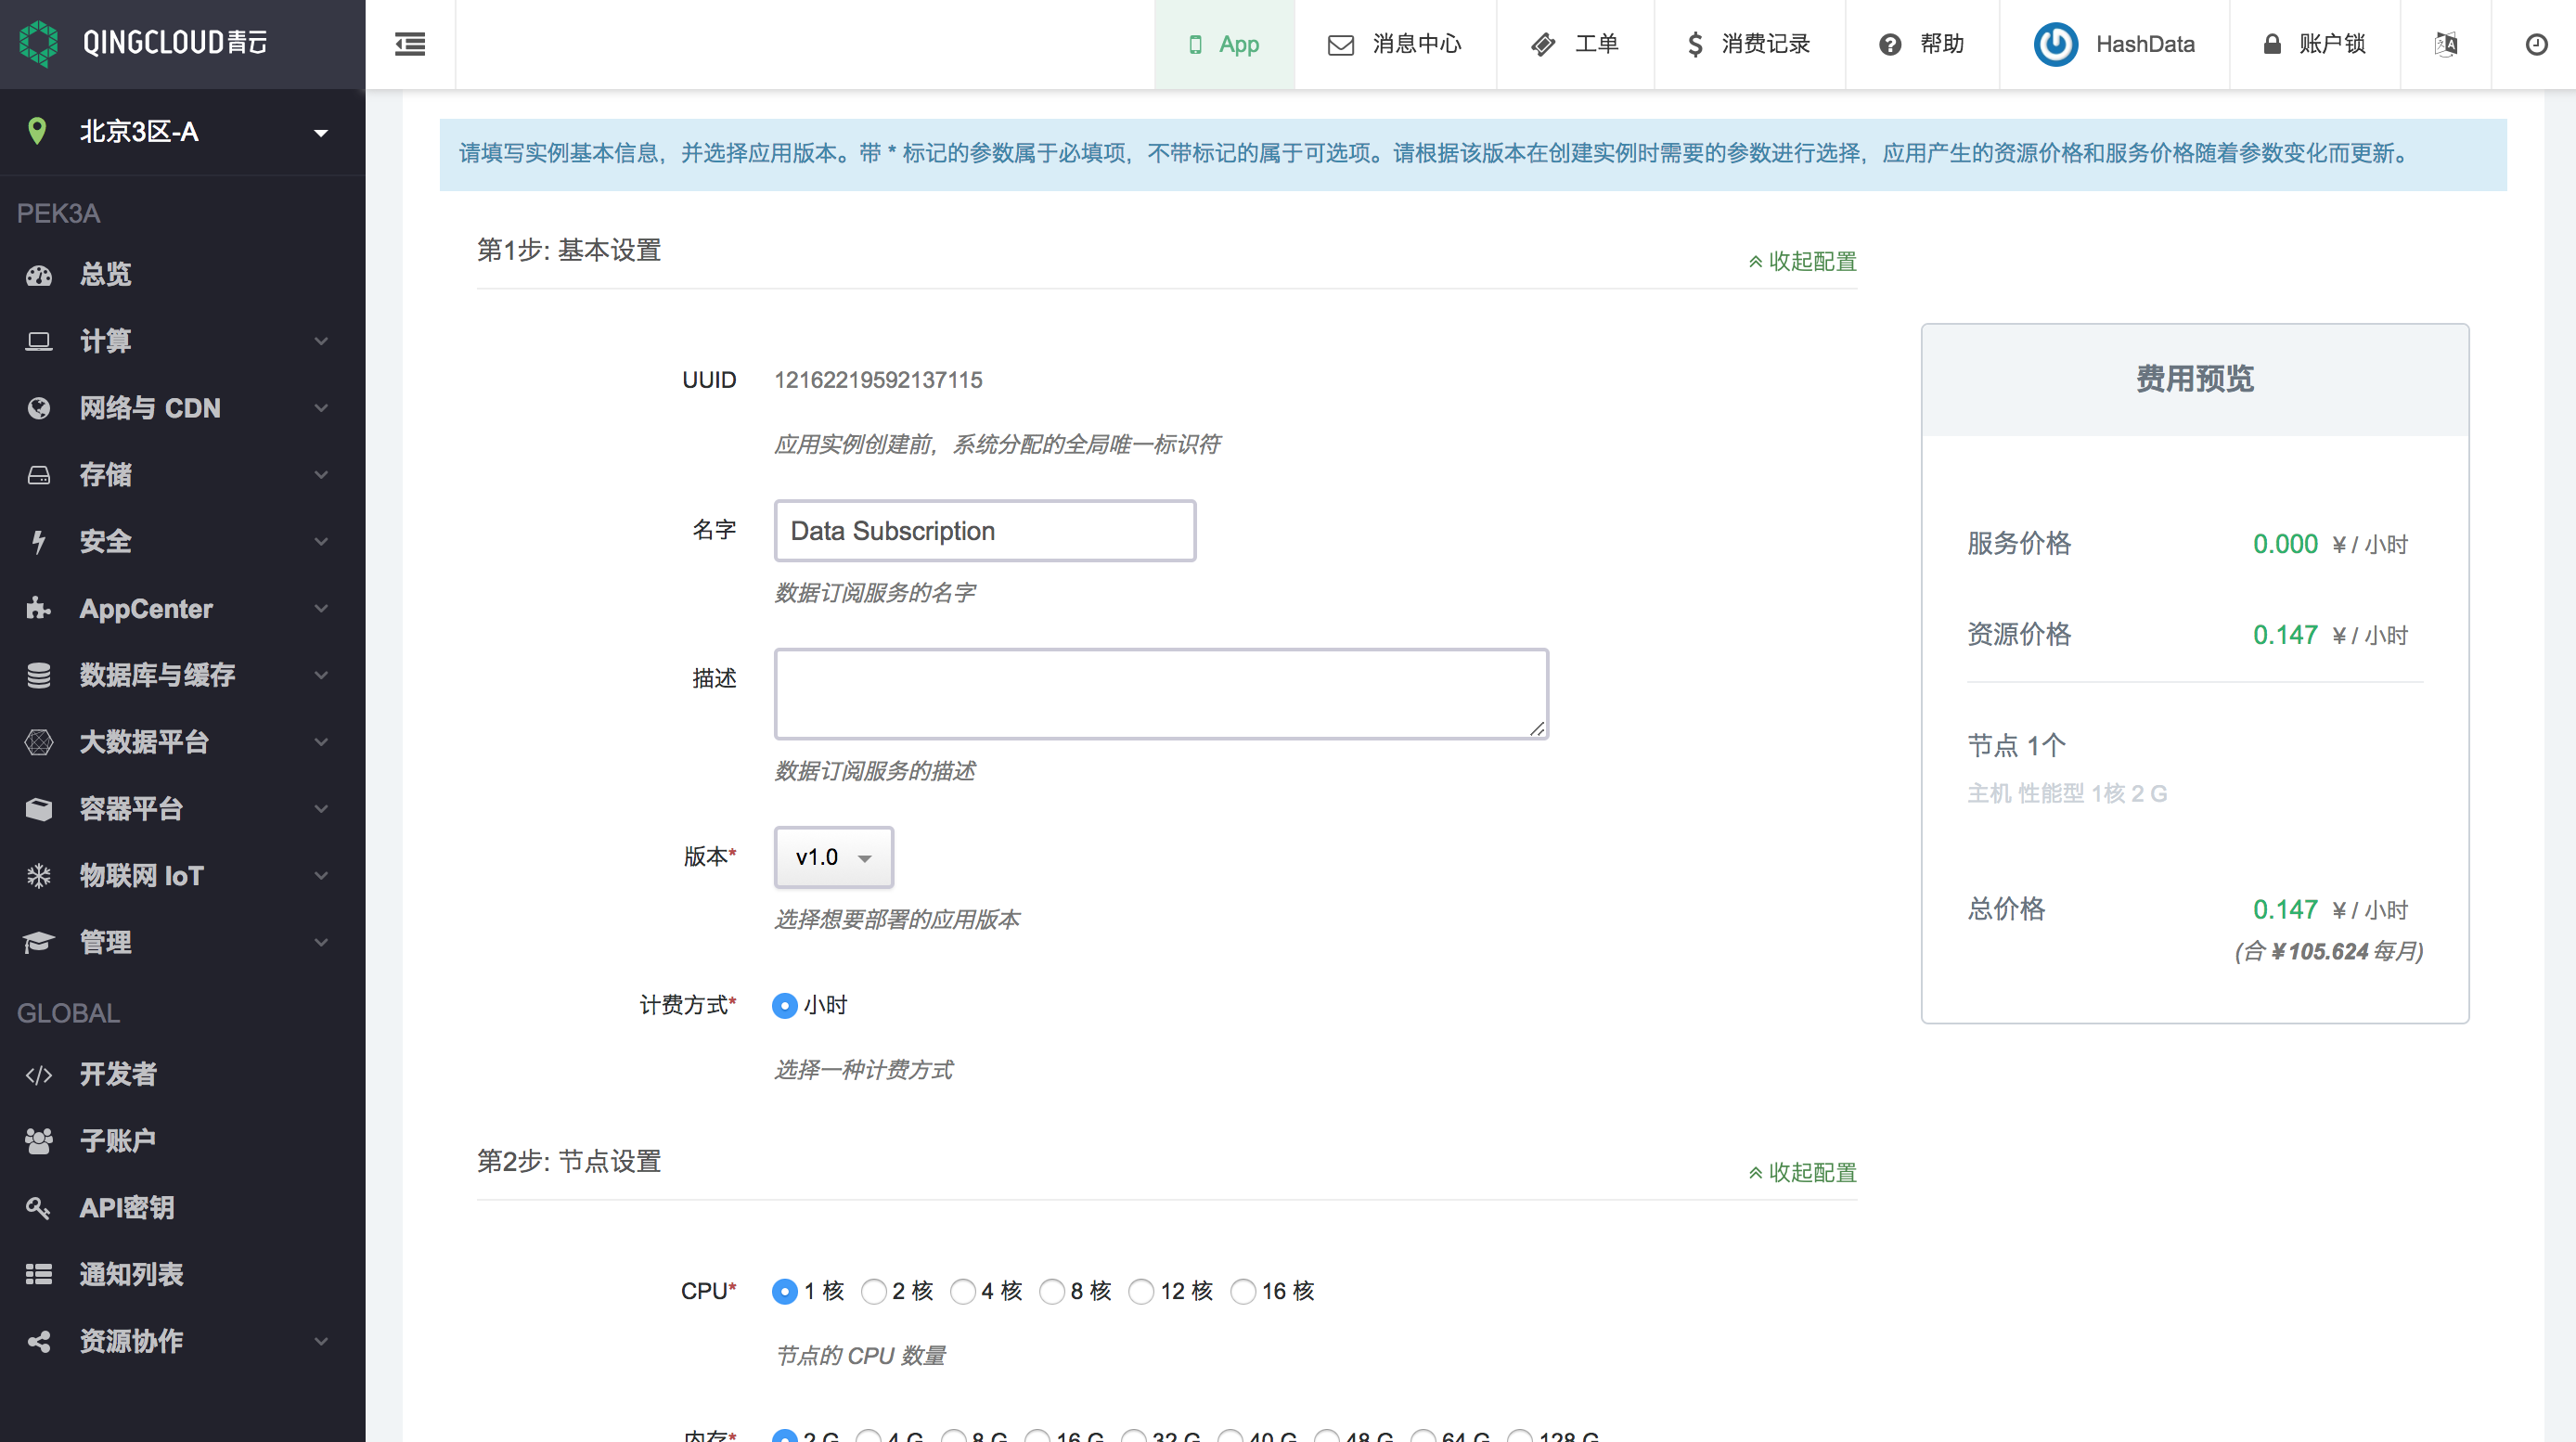 QINGCLOUD青云
App
消息中心
工单
消费记录
帮助
HashData
账户锁
北京3区-A
PEK3A
总览
计算
网络与 CDN
存储
安全
AppCenter
数据库与缓存
大数据平台
容器平台
物联网 IoT
管理
GLOBAL
开发者
子账户
API密钥
通知列表
资源协作
请填写实例基本信息，并选择应用版本。带 * 标记的参数属于必填项，不带标记的属于可选项。请根据该版本在创建实例时需要的参数进行选择，应用产生的资源价格和服务价格随着参数变化而更新。
第1步: 基本设置
收起配置
UUID 12162219592137115
应用实例创建前，系统分配的全局唯一标识符
名字 Data Subscription
数据订阅服务的名字
描述
数据订阅服务的描述
版本* v1.0
选择想要部署的应用版本
计费方式* 小时
选择一种计费方式
第2步: 节点设置
收起配置
CPU* 1 核 2 核 4 核 8 核 12 核 16 核
节点的 CPU 数量
内存* 2 G 4 G 8 G 16 G 32 G 40 G 48 G 64 G 128 G
费用预览
服务价格 0.000 ¥ / 小时
资源价格 0.147 ¥ / 小时
节点 1个
主机 性能型 1核 2 G
总价格 0.147 ¥ / 小时
(合 ¥105.624 每月)